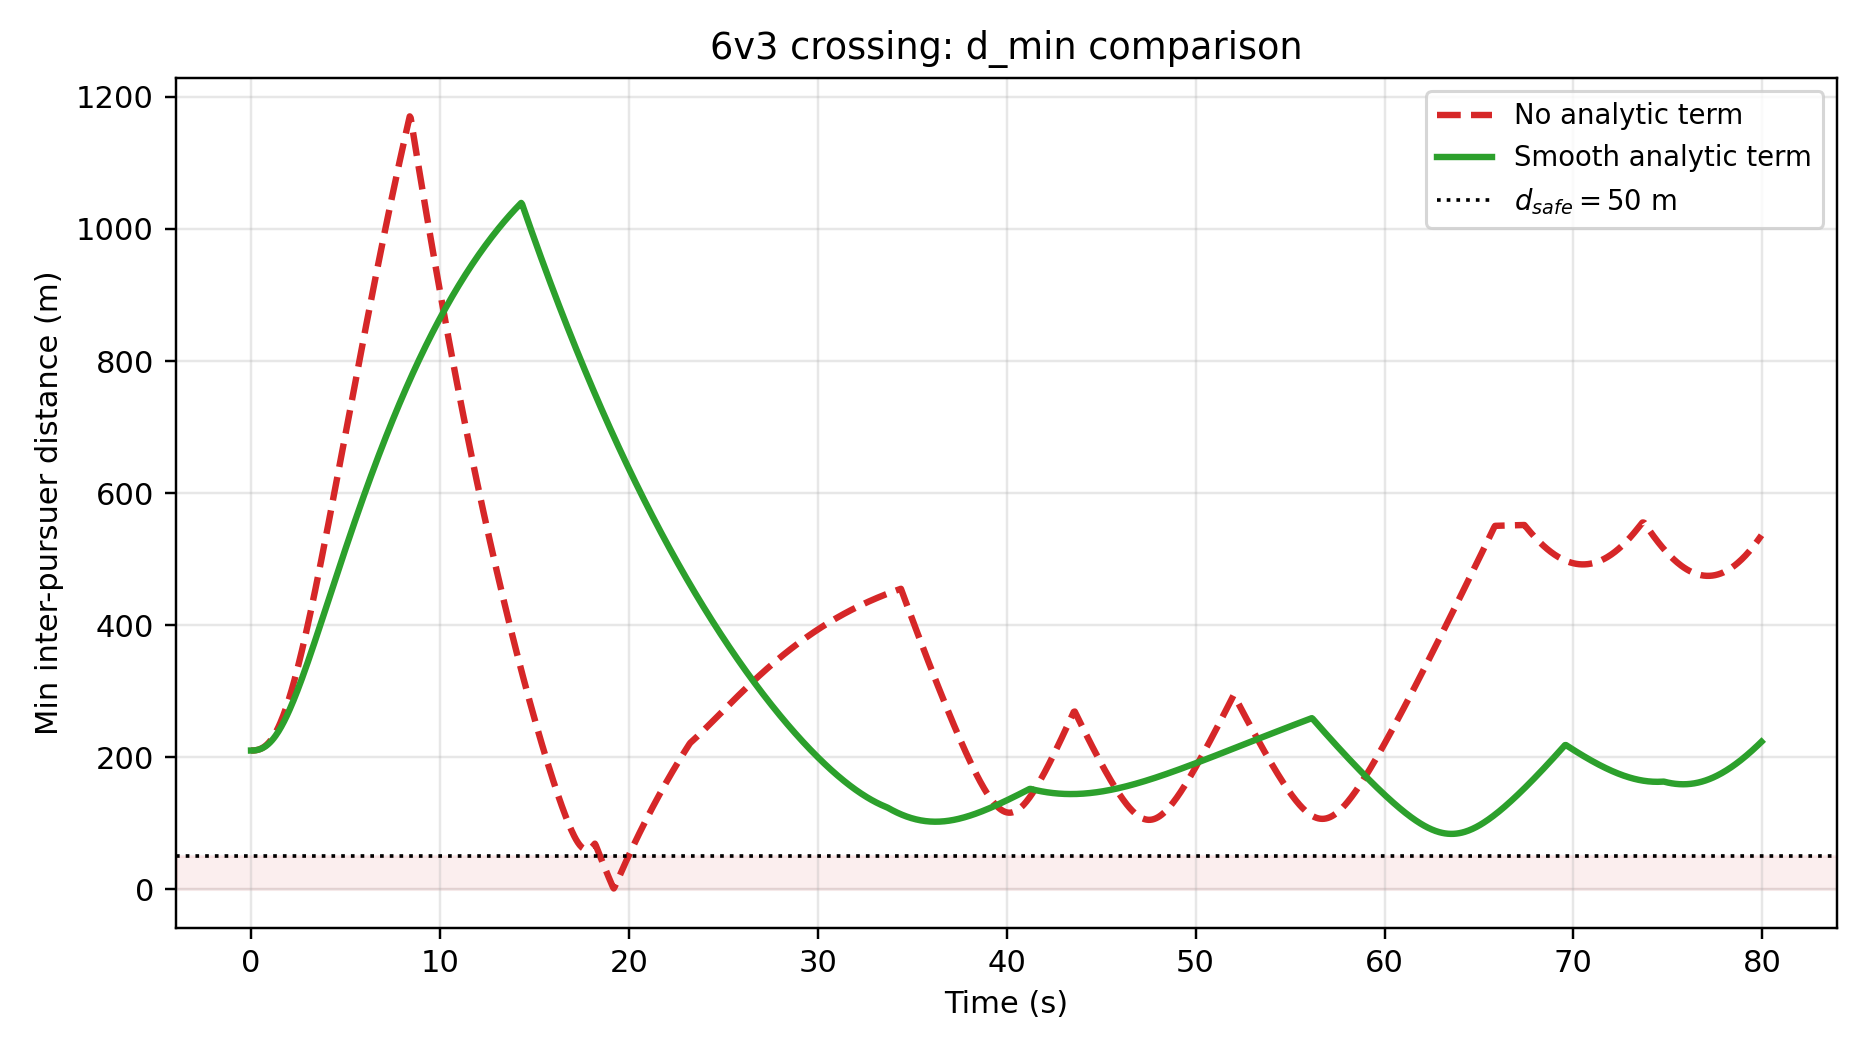 6v3 crossing: d_min comparison
No analytic term
Smooth analytic term
d_safe = 50 m
Min inter-pursuer distance (m)
1200
1000
800
600
400
200
0
0 10 20 30 40 50 60 70 80
Time (s)